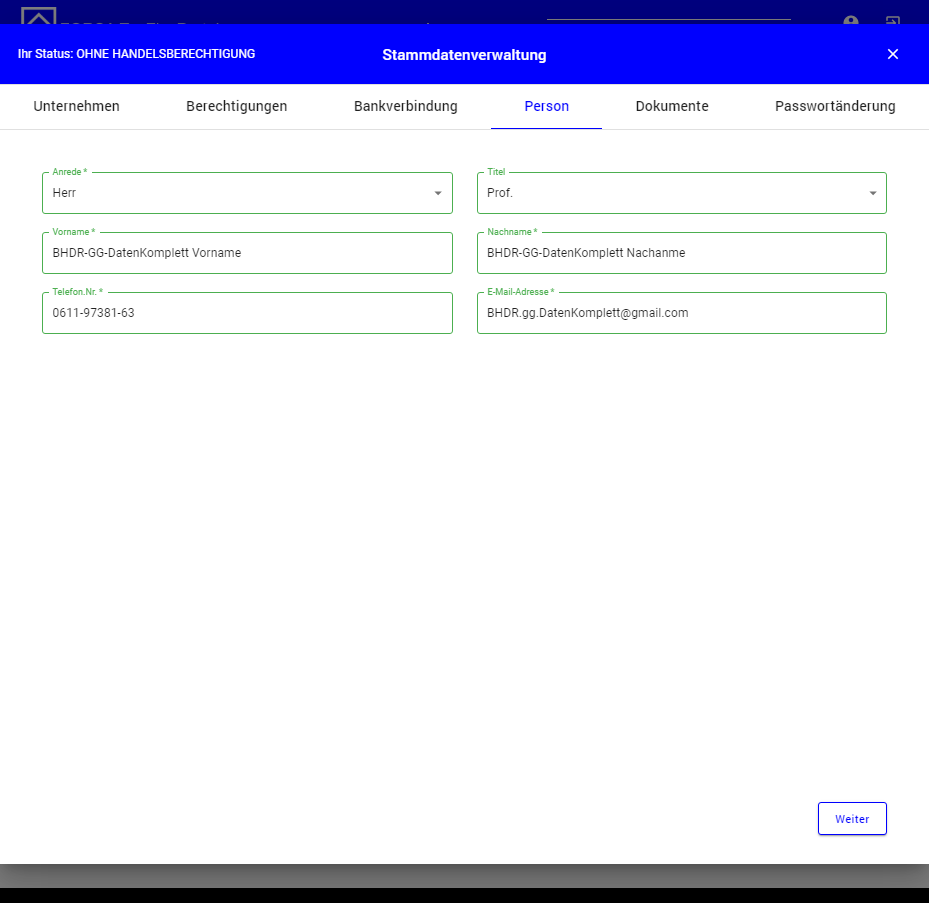 Ihr Status: OHNE HANDELSBERECHTIGUNG
Stammdatenverwaltung
Unternehmen Berechtigungen Bankverbindung Person Dokumente Passwortänderung
Anrede * Titel
Herr Prof.
Vorname * Nachname *
BHDR-GG-DatenKomplett Vorname BHDR-GG-DatenKomplett Nachanme
Telefon.Nr. * E-Mail-Adresse *
0611-97381-63 BHDR.gg.DatenKomplett@gmail.com
Weiter